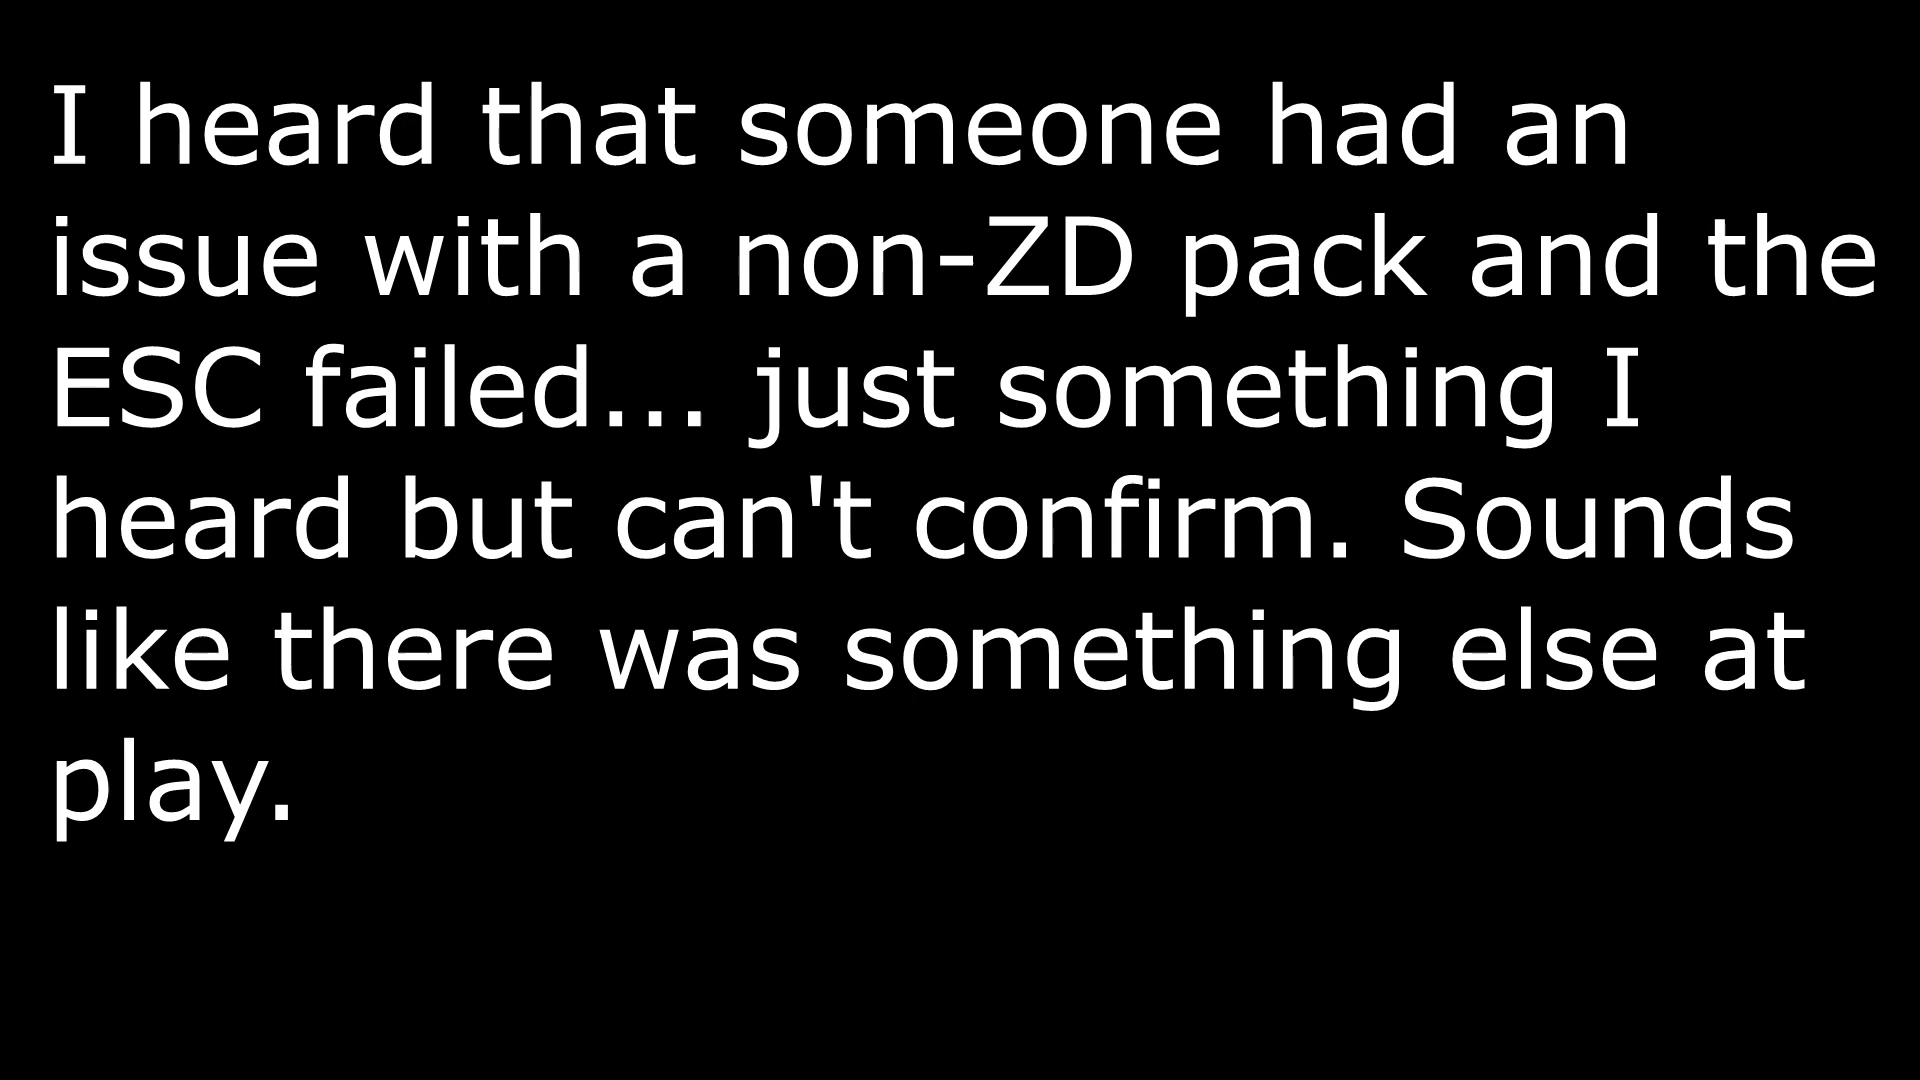 I heard that someone had an
issue with a non-ZD pack and the
ESC failed... just something I
heard but can't confirm. Sounds
like there was something else at
play.